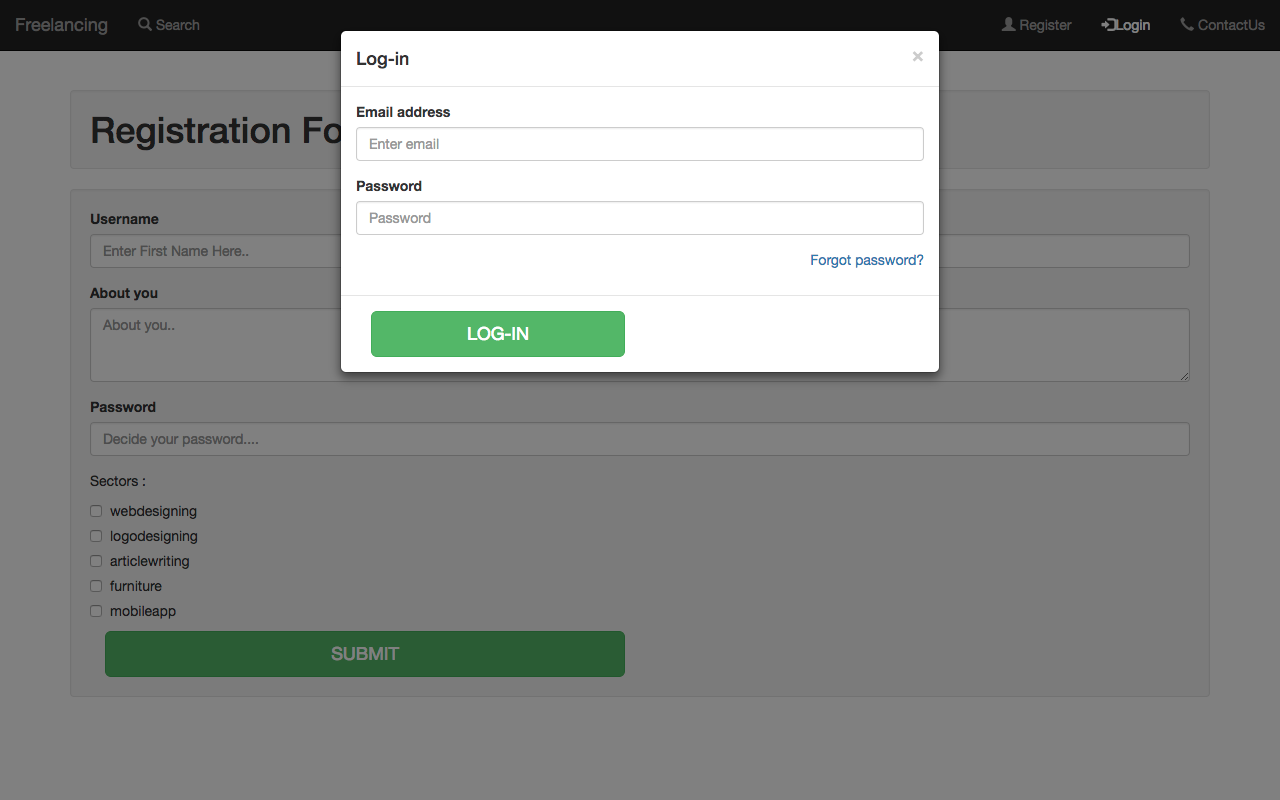 Freelancing Search Register Login ContactUs
Log-in ×
Email address
Enter email
Password
Password
Forgot password?
LOG-IN
Registration Fo
Username
Enter First Name Here..
About you
About you..
Password
Decide your password....
Sectors :
webdesigning
logodesigning
articlewriting
furniture
mobileapp
SUBMIT